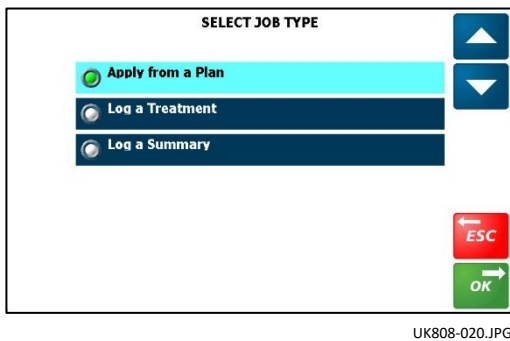 SELECT JOB TYPE
Apply from a Plan
Log a Treatment
Log a Summary
ESC
OK
UK808-020.JPG